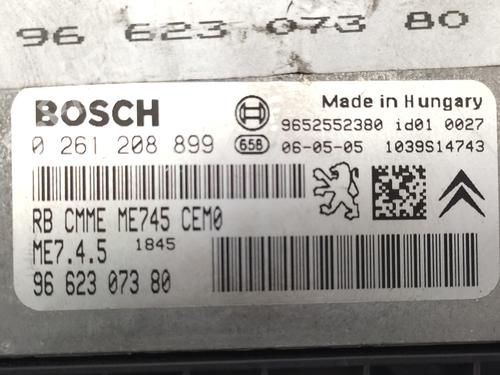 96 623 073 80
BOSCH
Made in Hungary
9652552380 id01 0027
0 261 208 899
658
06-05-05 1039S14743
RB CMME ME745 CEM0
ME7.4.5 1845
96 623 073 80